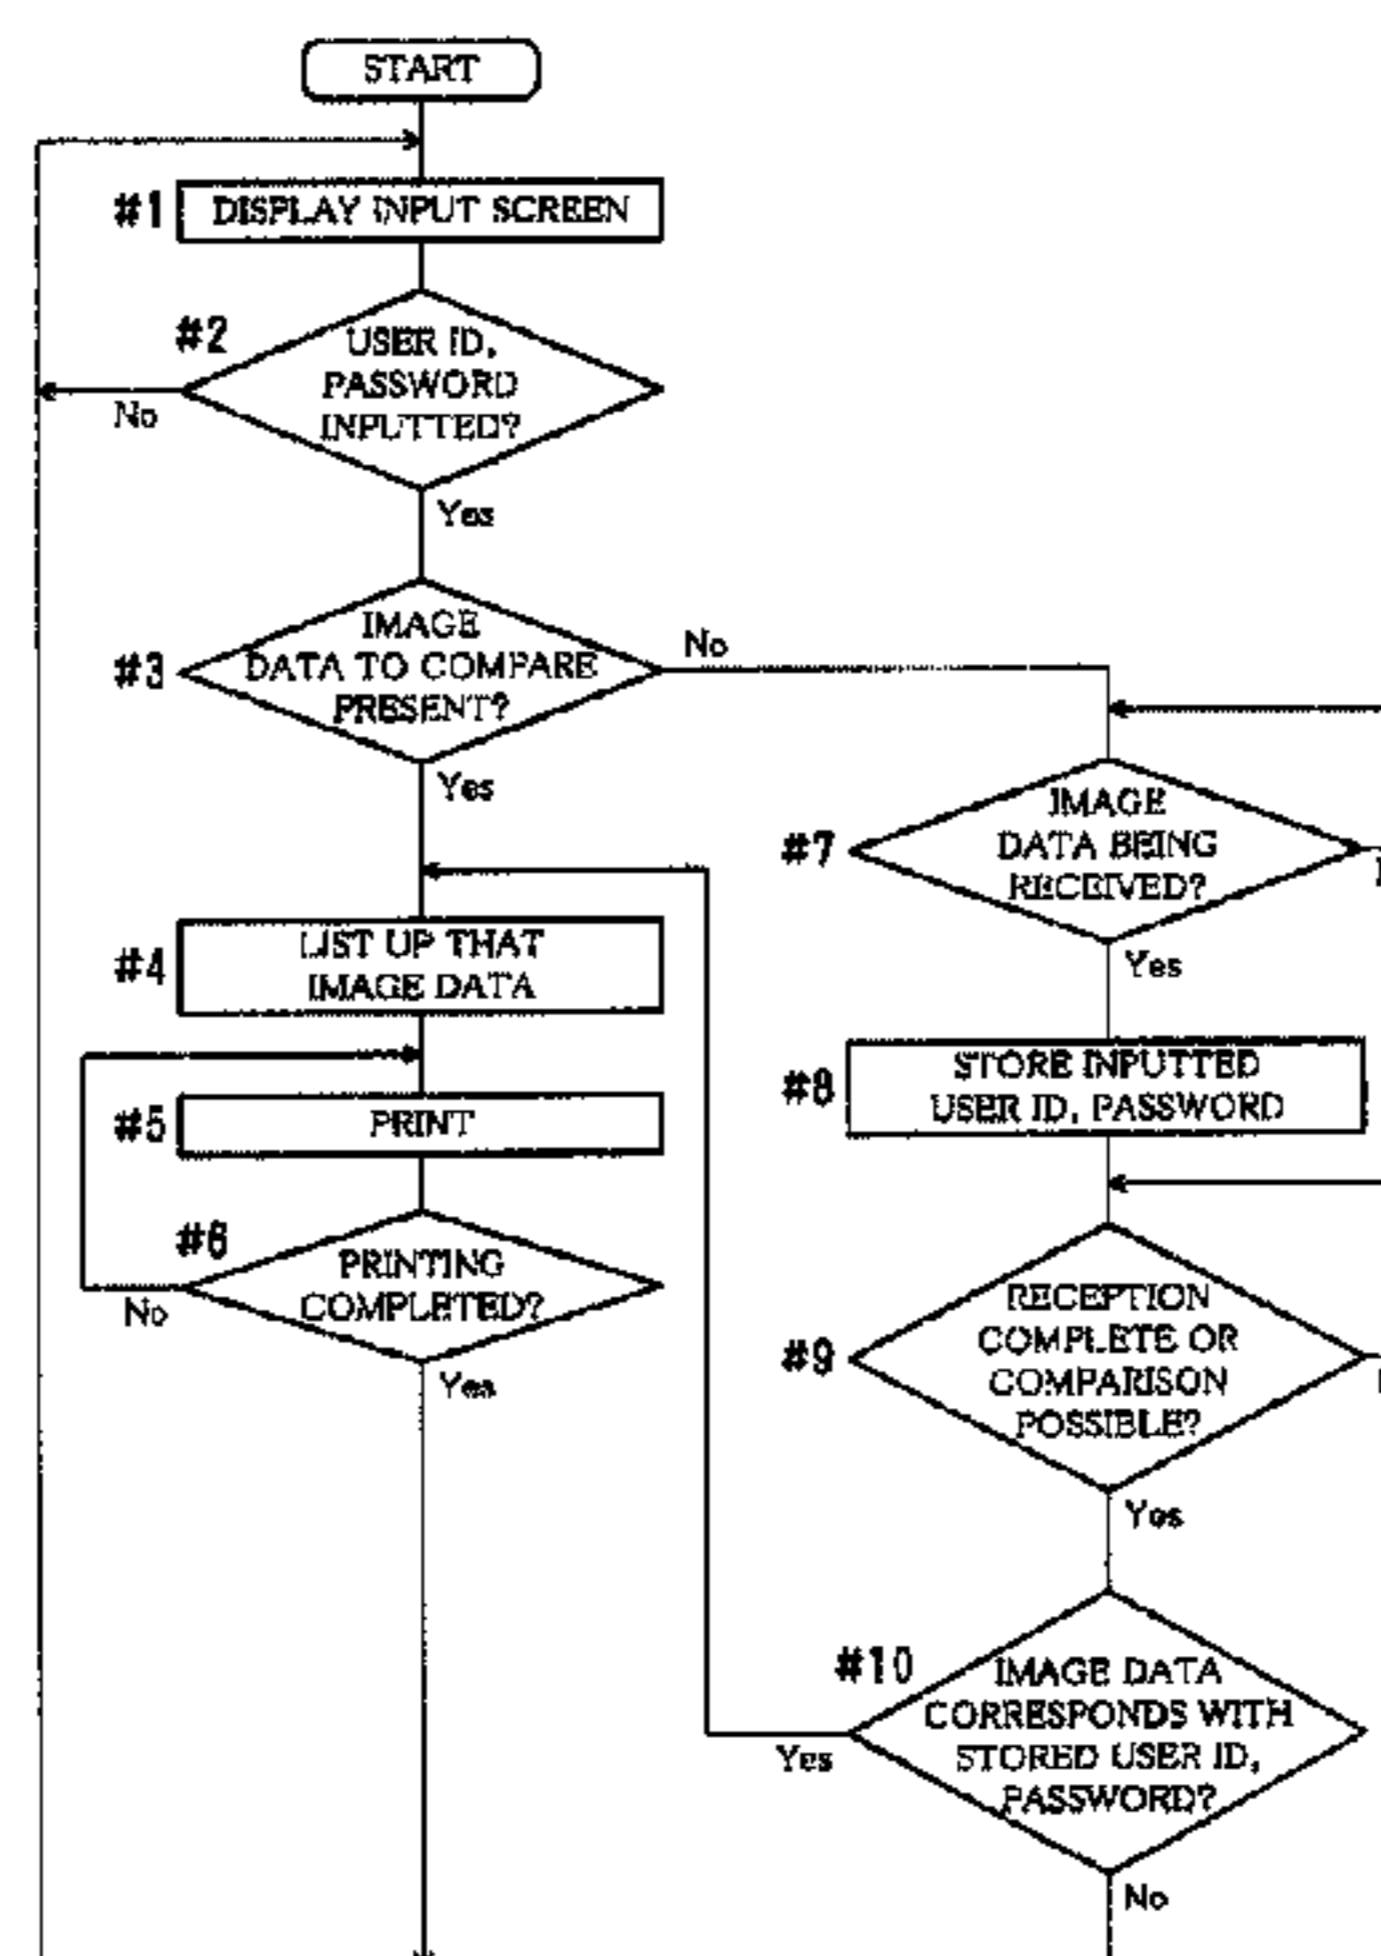 START
#1 DISPLAY INPUT SCREEN
#2
USER ID,
PASSWORD
INPUTTED?
No
Yes
#3
IMAGE
DATA TO COMPARE
PRESENT?
No
Yes
#4
LIST UP THAT
IMAGE DATA
#5 PRINT
#6
PRINTING
COMPLETED?
No
Yes
#7
IMAGE
DATA BEING
RECEIVED?
Yes
#8
STORE INPUTTED
USER ID, PASSWORD
#9
RECEPTION
COMPLETE OR
COMPARISON
POSSIBLE?
Yes
#10
IMAGE DATA
CORRESPONDS WITH
STORED USER ID,
PASSWORD?
Yes
No